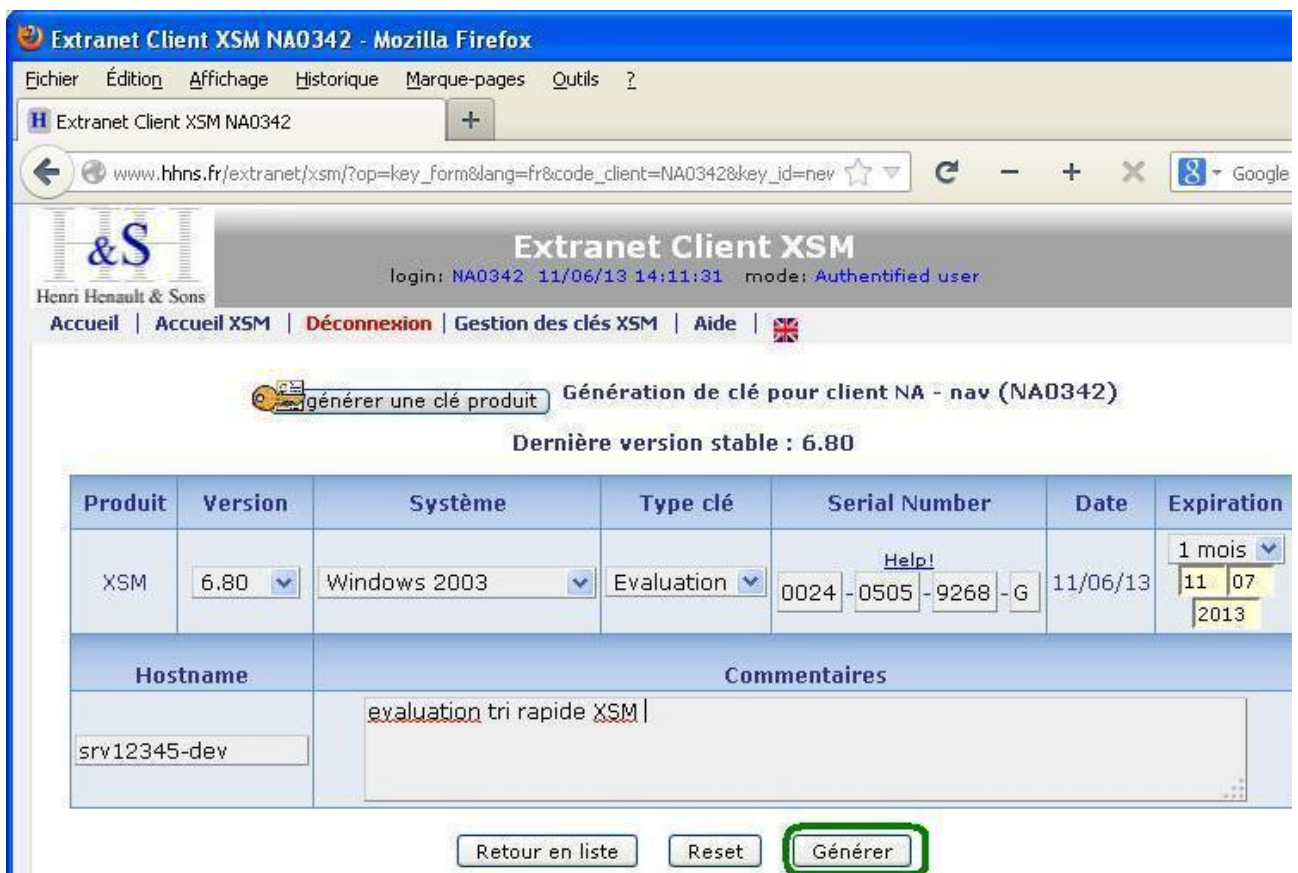 Extranet Client XSM NA0342 - Mozilla Firefox
Fichier Édition Affichage Historique Marque-pages Outils ?
H Extranet Client XSM NA0342 +
www.hhns.fr/extranet/xsm/?op=key_form&lang=fr&code_client=NA0342&key_id=nev 8 Google
H&S
Extranet Client XSM
login: NA0342 11/06/13 14:11:31 mode: Authentified user
Henri Henault & Sons
Accueil | Accueil XSM | Déconnexion | Gestion des clés XSM | Aide |
générer une clé produit Génération de clé pour client NA - nav (NA0342)
Dernière version stable : 6.80
Produit Version Système Type clé Serial Number Date Expiration
XSM 6.80 Windows 2003 Evaluation Help! 0024 - 0505 - 9268 - G 11/06/13 1 mois
11 07
2013
Hostname Commentaires
evaluation tri rapide XSM
srv12345-dev
Retour en liste Reset Générer